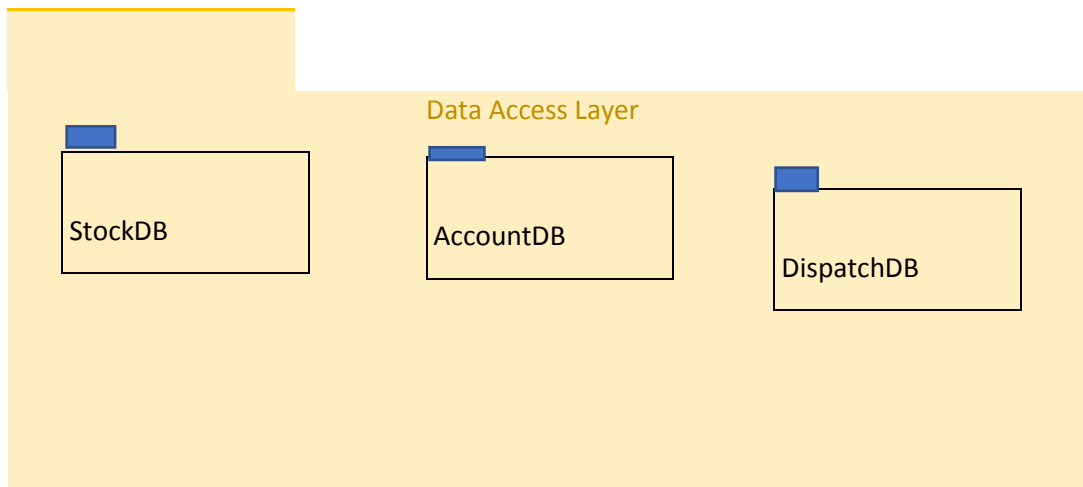 Data Access Layer
StockDB
AccountDB
DispatchDB